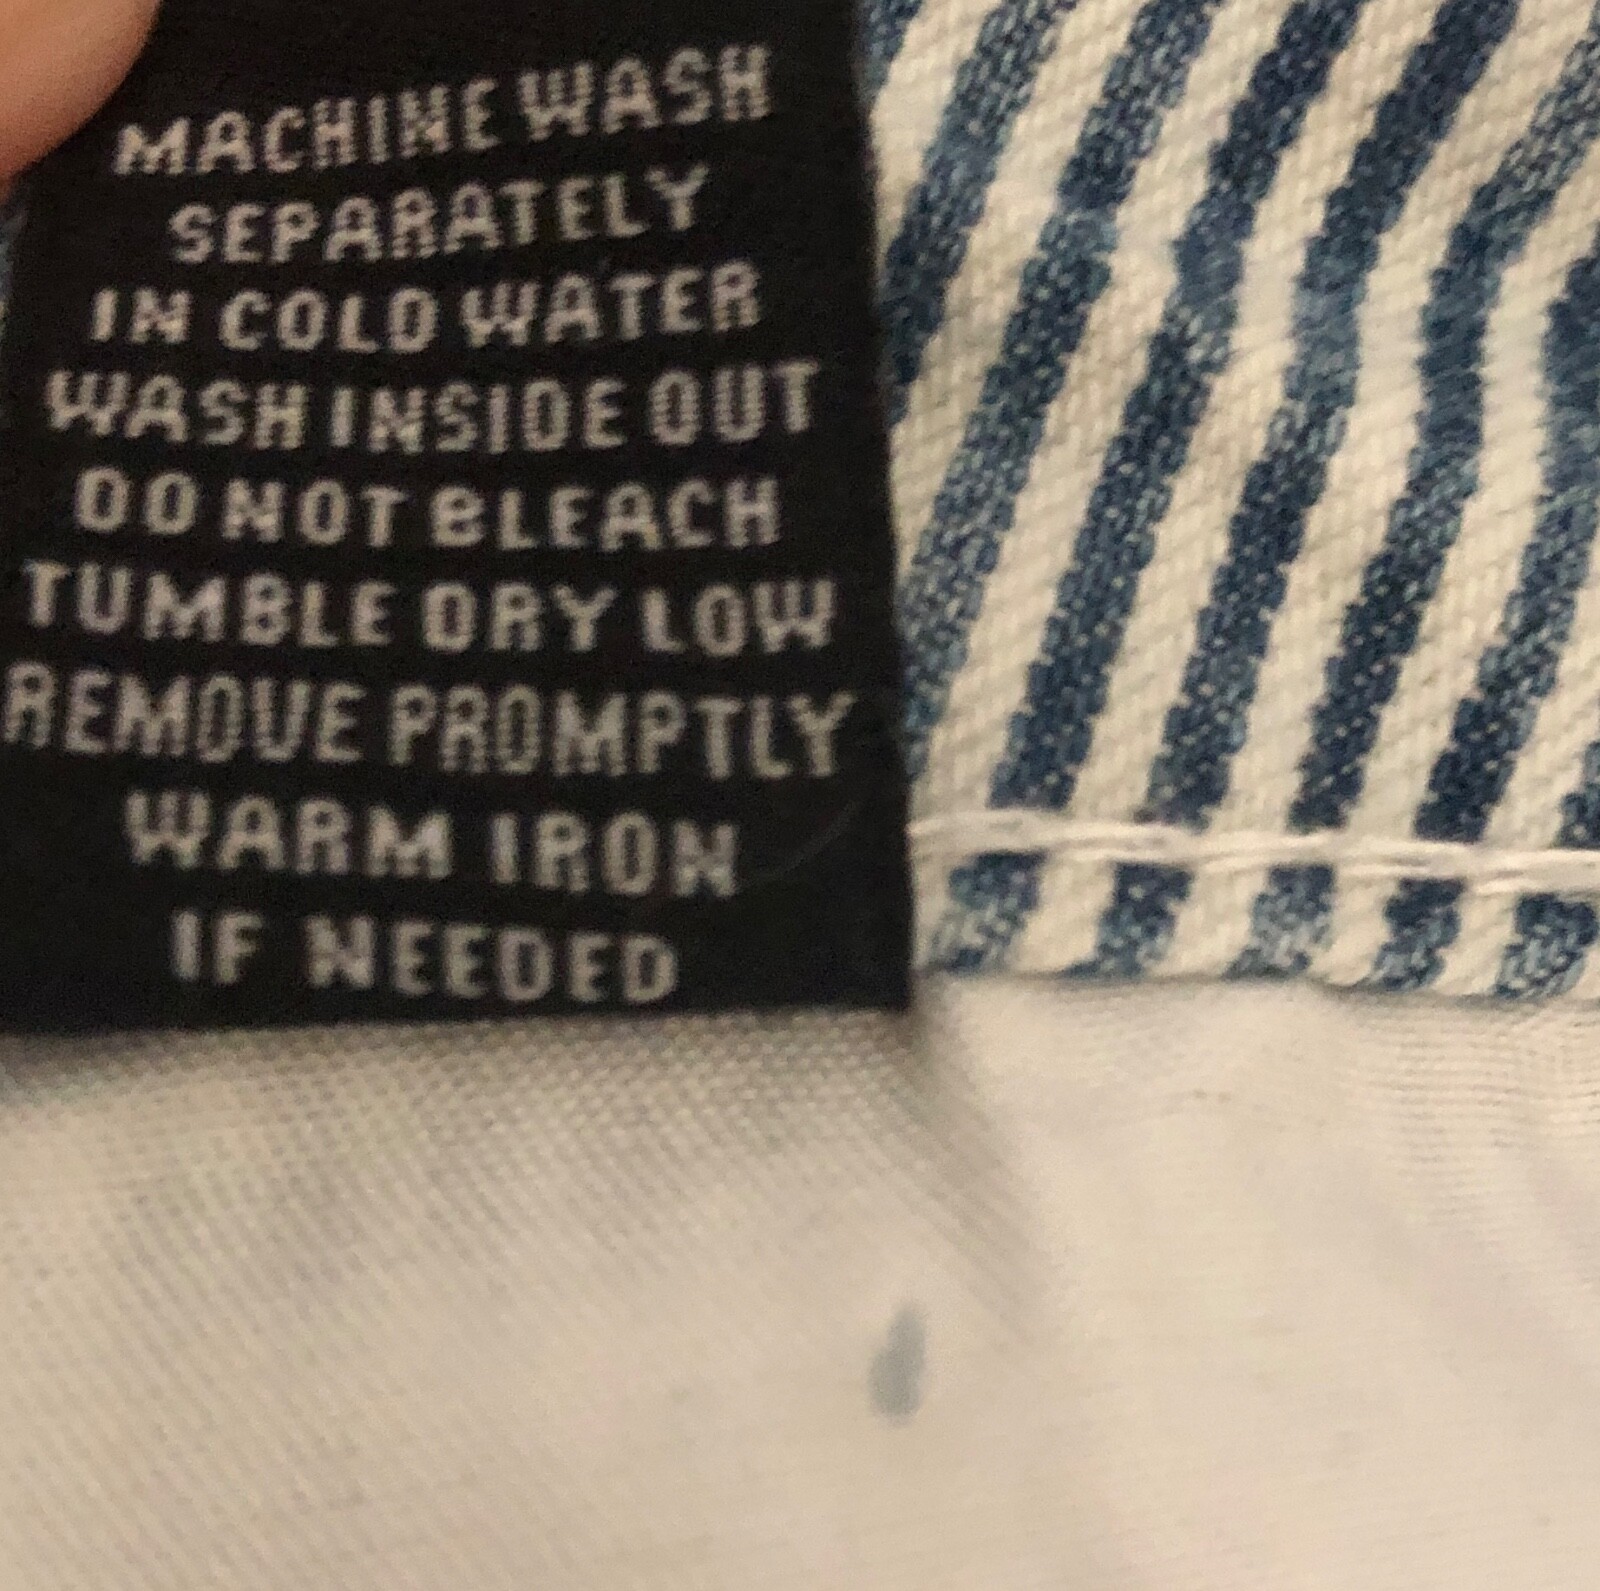 MACHINE WASH
SEPARATELY
IN COLD WATER
WASH INSIDE OUT
DO NOT BLEACH
TUMBLE DRY LOW
REMOVE PROMPTLY
WARM IRON
IF NEEDED